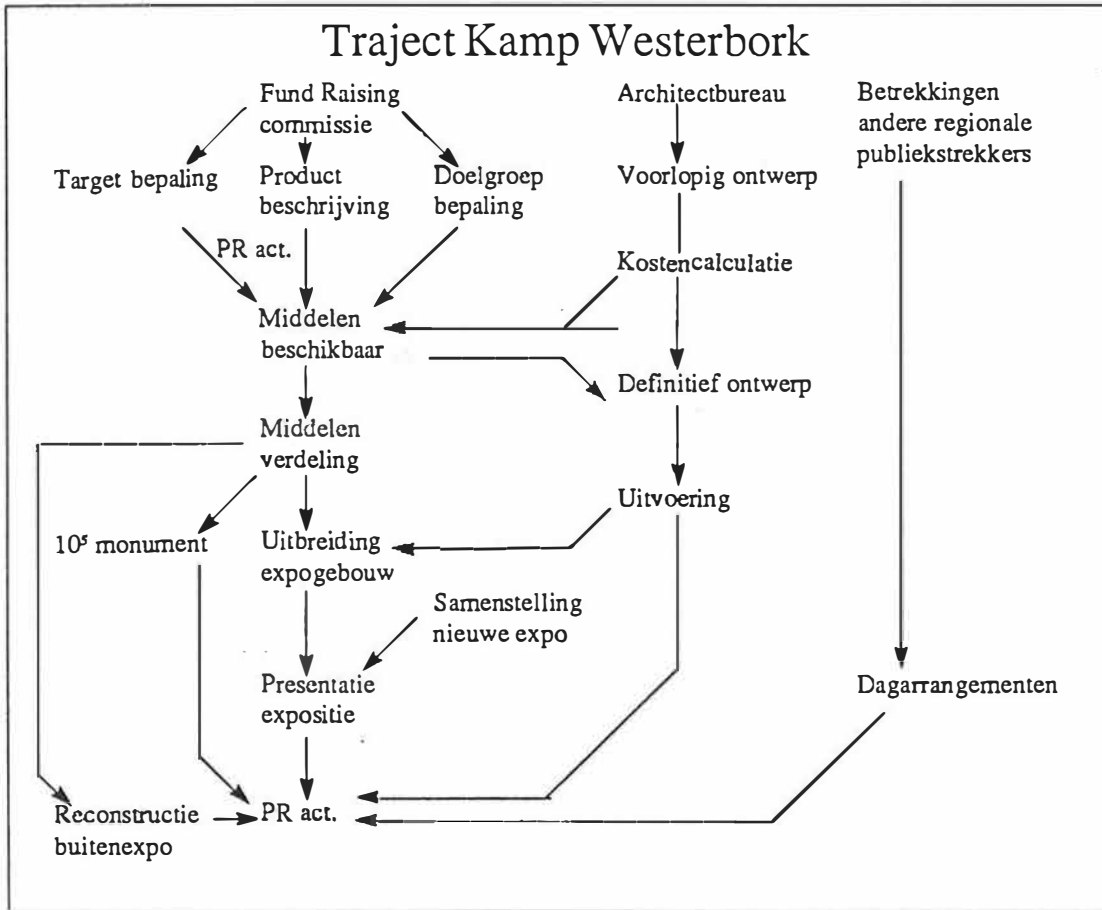 Traject Kamp Westerbork
Fund Raising
commissie
Architectbureau
Betrekkingen
andere regionale
publiekstrekkers
Target bepaling
Product
beschrijving
Doelgroep
bepaling
Voorlopig ontwerp
PR act.
Kostencalculatie
Middelen
beschikbaar
Definitief ontwerp
Middelen
verdeling
Uitvoering
10⁵ monument
Uitbreiding
expogebouw
Samenstelling
nieuwe expo
Presentatie
expositie
Dagarrangementen
Reconstructie
buitenexpo
PR act.